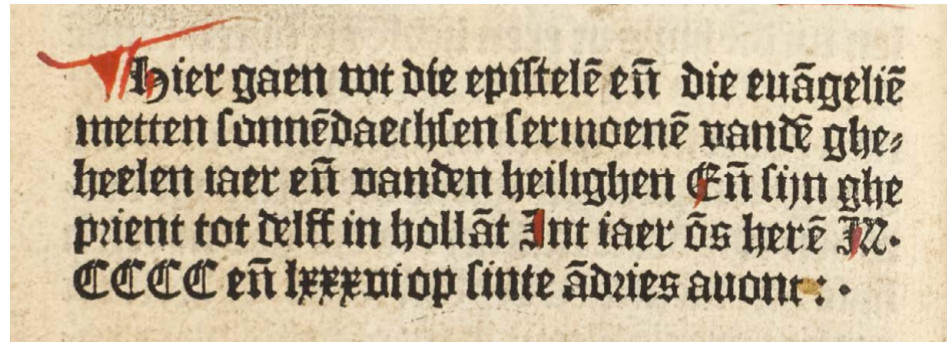 ¶ Hier gaen wt die epistelē eñ die euāgeliē
metten sonnēdaechsen sermoenē vandē ghe⸗
heelen iaer eñ vanden heilighen Eñ sijn ghe
prient tot delff in hollāt Int iaer ōs herē M.
CCCC eñ lxxxvi op sinte ādries auont : .